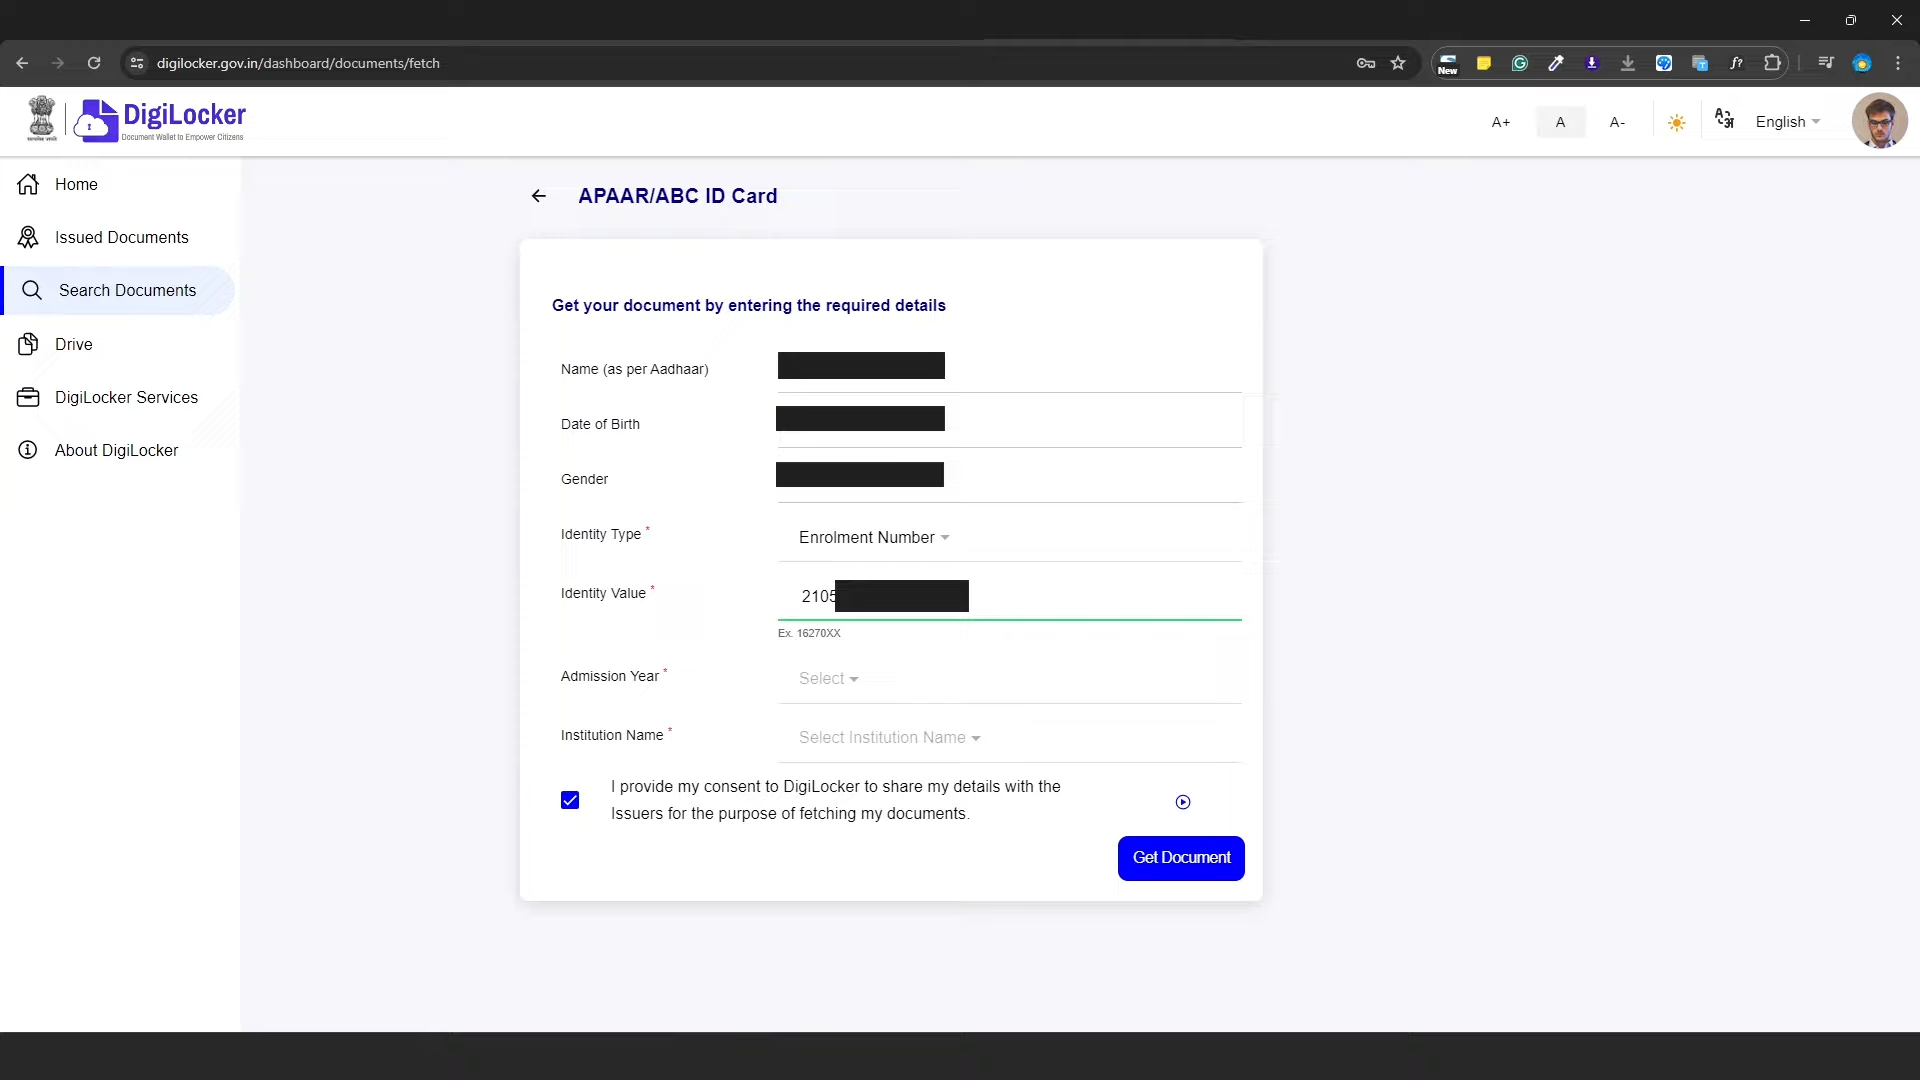 digilocker.gov.in/dashboard/documents/fetch
New
DigiLocker
Document Wallet to Empower Citizens
A+
A
A-
English
Home
Issued Documents
Search Documents
Drive
DigiLocker Services
About DigiLocker
APAAR/ABC ID Card
Get your document by entering the required details
Name (as per Aadhaar)
Date of Birth
Gender
Identity Type *
Enrolment Number
Identity Value *
2105
Ex. 16270XX
Admission Year *
Select
Institution Name *
Select Institution Name
I provide my consent to DigiLocker to share my details with the
Issuers for the purpose of fetching my documents.
Get Document